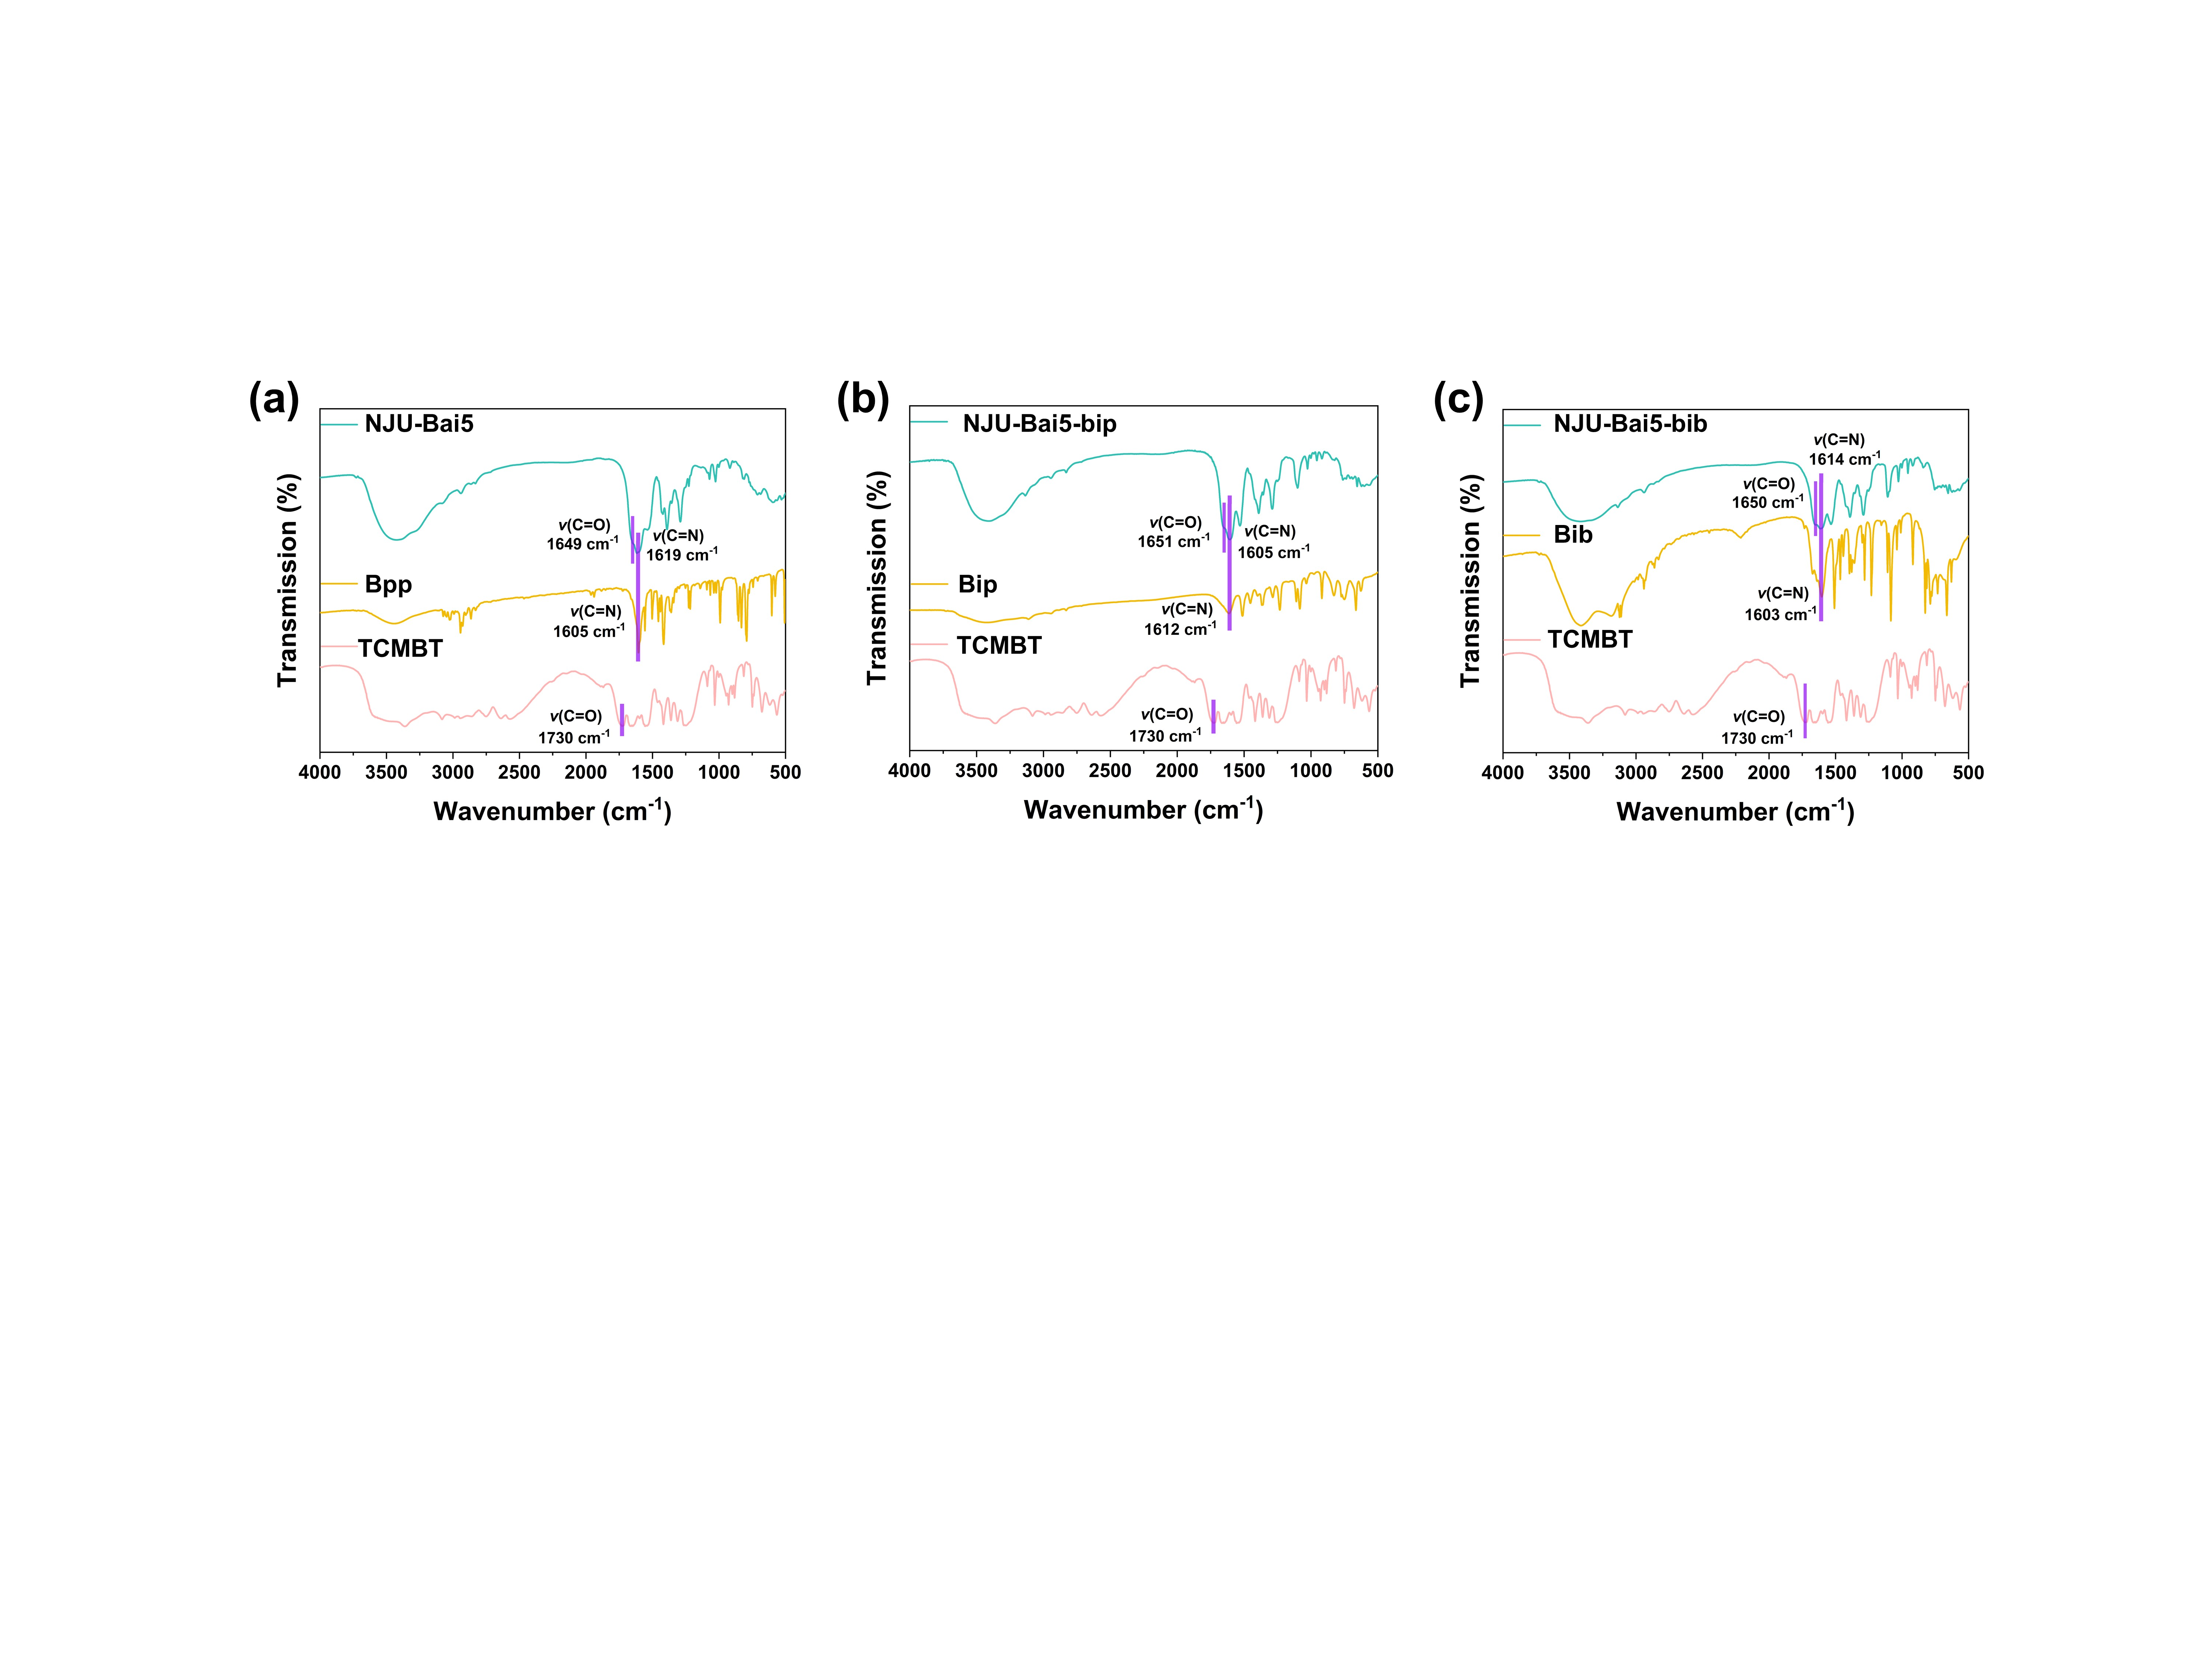 (a)
NJU-Bai5
ν(C=O)
1649 cm⁻¹
ν(C=N)
1619 cm⁻¹
Bpp
ν(C=N)
1605 cm⁻¹
TCMBT
ν(C=O)
1730 cm⁻¹
Transmission (%)
4000 3500 3000 2500 2000 1500 1000 500
Wavenumber (cm⁻¹)
(b)
NJU-Bai5-bip
ν(C=O)
1651 cm⁻¹
ν(C=N)
1605 cm⁻¹
Bip
ν(C=N)
1612 cm⁻¹
TCMBT
ν(C=O)
1730 cm⁻¹
Transmission (%)
4000 3500 3000 2500 2000 1500 1000 500
Wavenumber (cm⁻¹)
(c)
NJU-Bai5-bib
ν(C=N)
1614 cm⁻¹
ν(C=O)
1650 cm⁻¹
Bib
ν(C=N)
1603 cm⁻¹
TCMBT
ν(C=O)
1730 cm⁻¹
Transmission (%)
4000 3500 3000 2500 2000 1500 1000 500
Wavenumber (cm⁻¹)